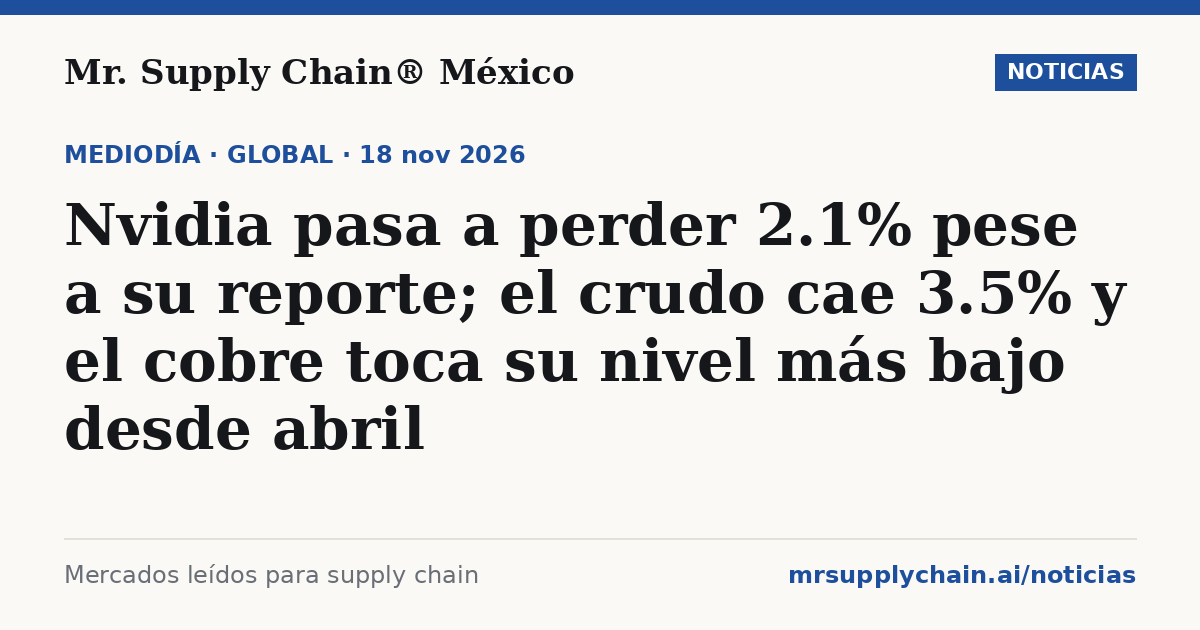 Mr. Supply Chain® México
NOTICIAS
MEDIODÍA · GLOBAL · 18 nov 2026
Nvidia pasa a perder 2.1% pese
a su reporte; el crudo cae 3.5% y
el cobre toca su nivel más bajo
desde abril
Mercados leídos para supply chain
mrsupplychain.ai/noticias